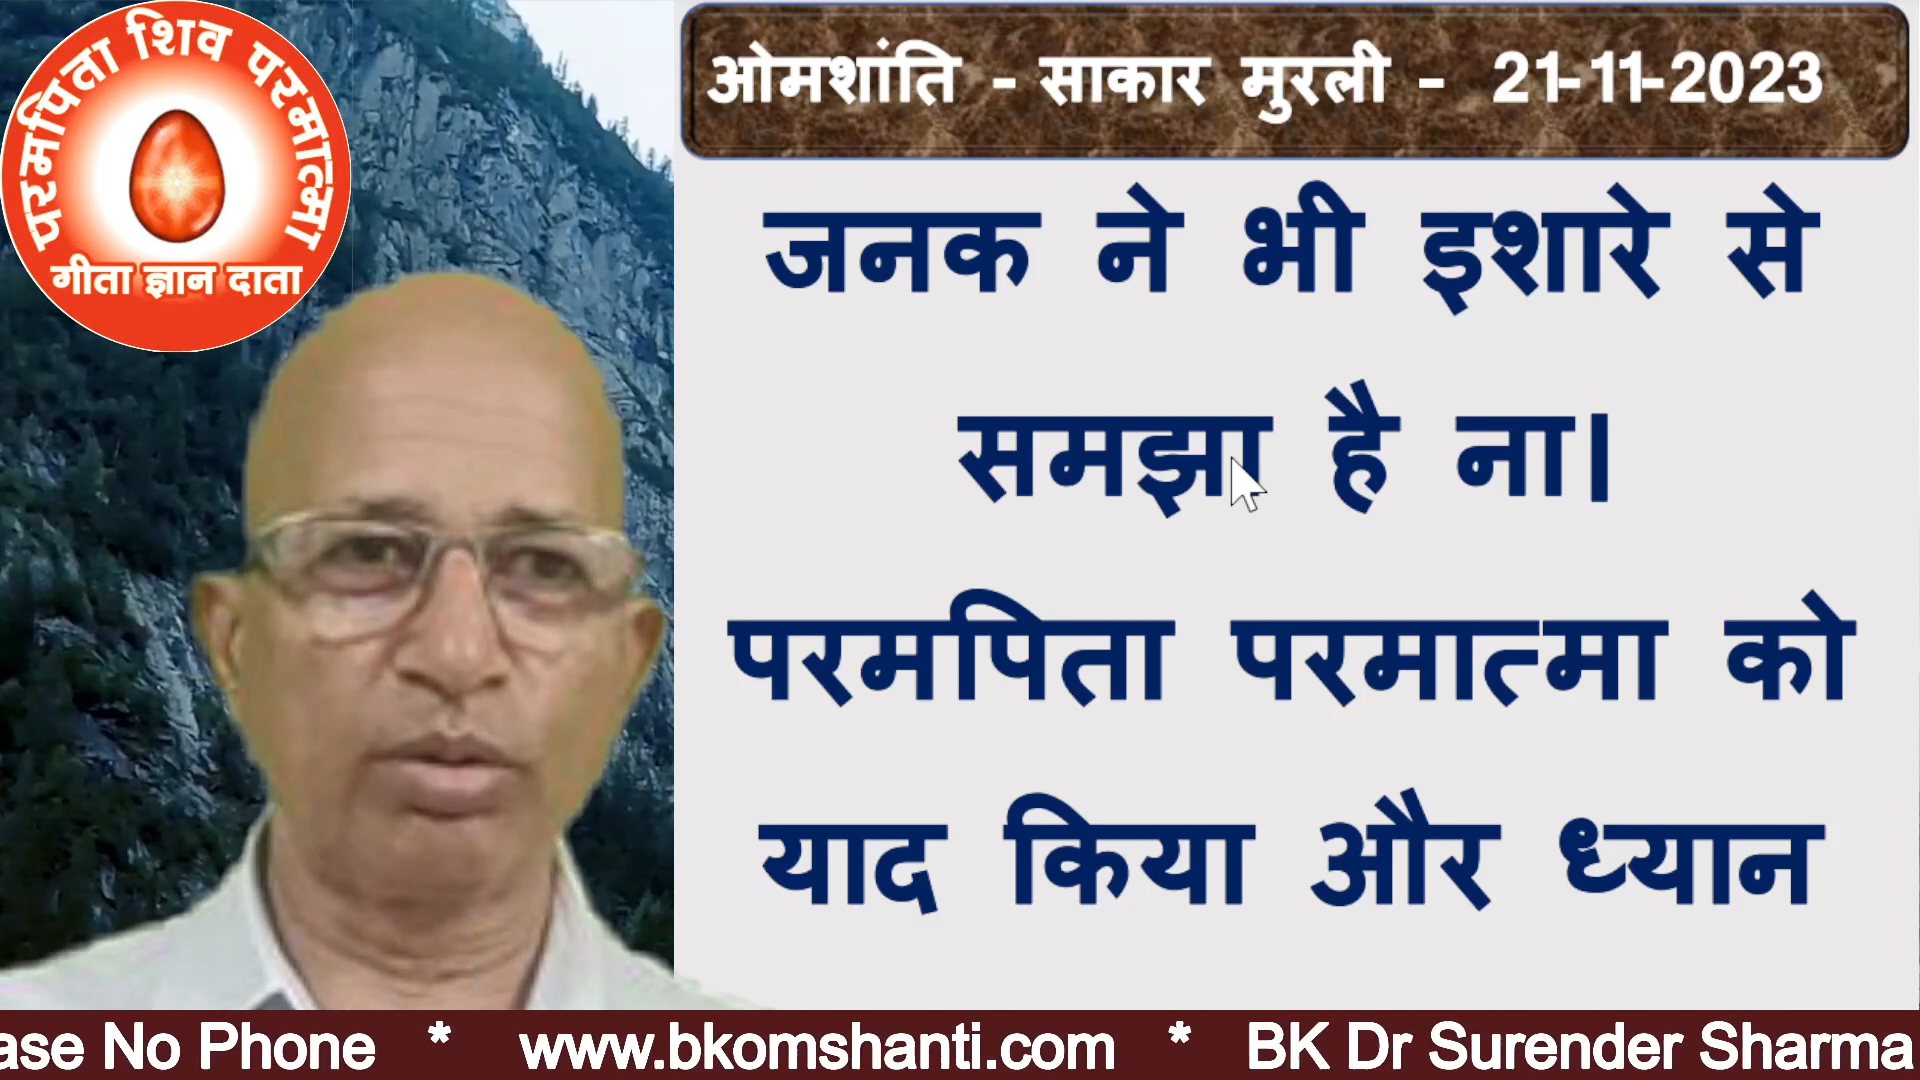 परमपिता शिव परमात्मा
गीता ज्ञान दाता
ओमशांति - साकार मुरली - 21-11-2023
जनक ने भी इशारे से
समझा है ना।
परमपिता परमात्मा को
याद किया और ध्यान
ase No Phone * www.bkomshanti.com * BK Dr Surender Sharma